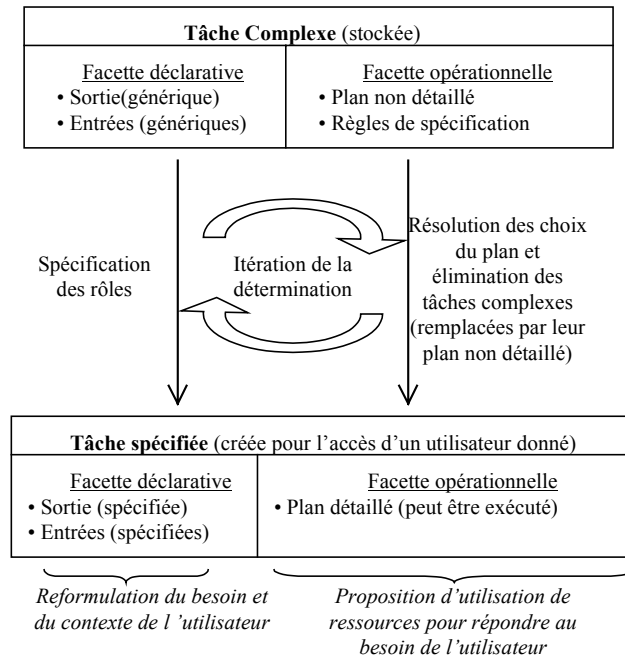 Tâche Complexe (stockée)
Facette déclarative
• Sortie(générique)
• Entrées (génériques)
Facette opérationnelle
• Plan non détaillé
• Règles de spécification
Spécification
des rôles
Itération de la
détermination
Résolution des choix
du plan et
élimination des
tâches complexes
(remplacées par leur
plan non détaillé)
Tâche spécifiée (créée pour l'accès d'un utilisateur donné)
Facette déclarative
• Sortie (spécifiée)
• Entrées (spécifiées)
Facette opérationnelle
• Plan détaillé (peut être exécuté)
Reformulation du besoin et
du contexte de l 'utilisateur
Proposition d'utilisation de
ressources pour répondre au
besoin de l'utilisateur